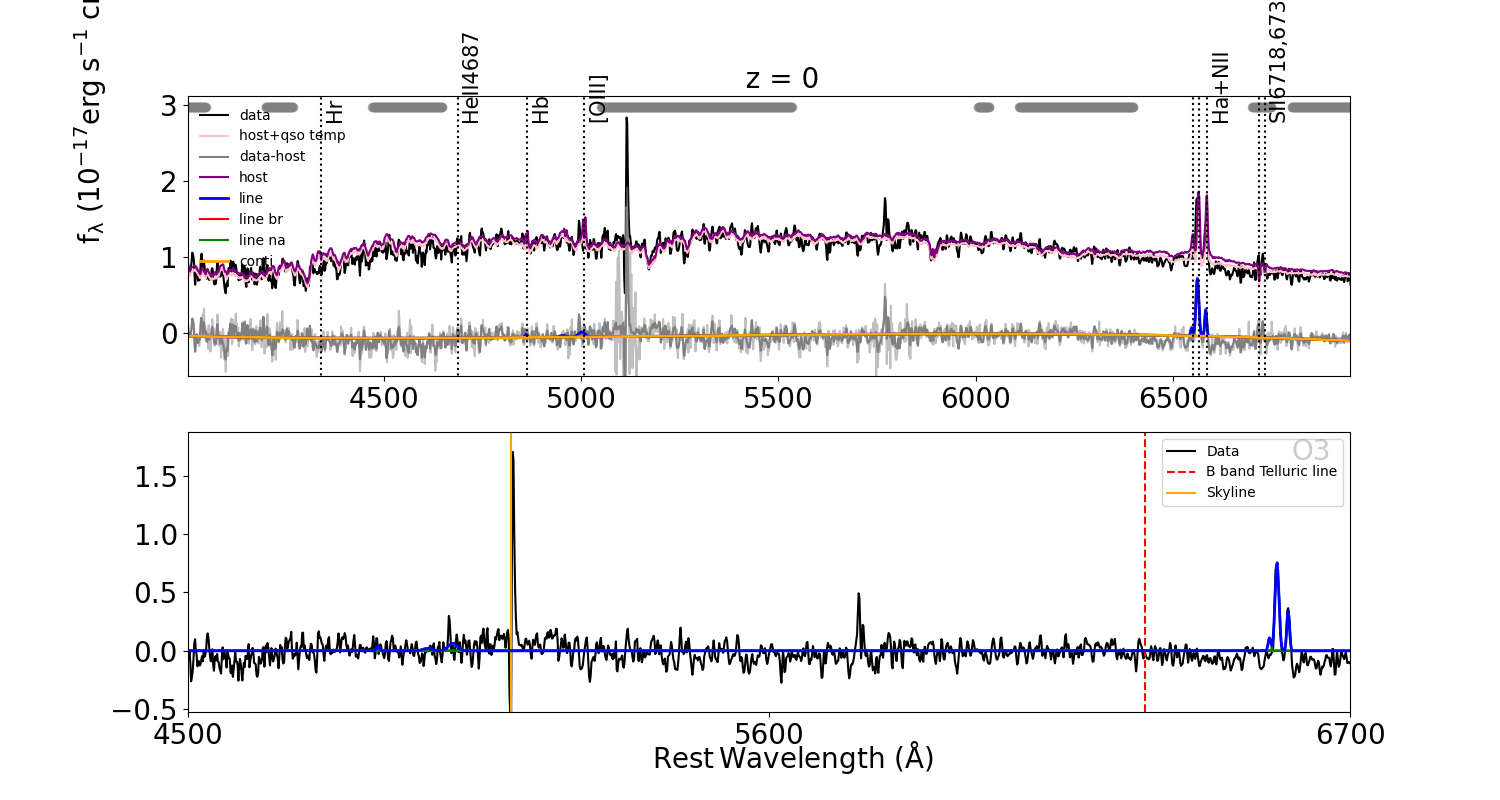 z = 0
f_λ (10^{−17} erg s^{−1}
Hr
HeII4687
Hb
[OIII]
Ha+NII
SII6718,673
data
host+qso temp
data-host
host
line
line br
line na
conti
3
2
1
0
4500 5000 5500 6000 6500
O3
Data
B band Telluric line
Skyline
1.5
1.0
0.5
0.0
−0.5
4500 5600 6700
Rest Wavelength (Å)